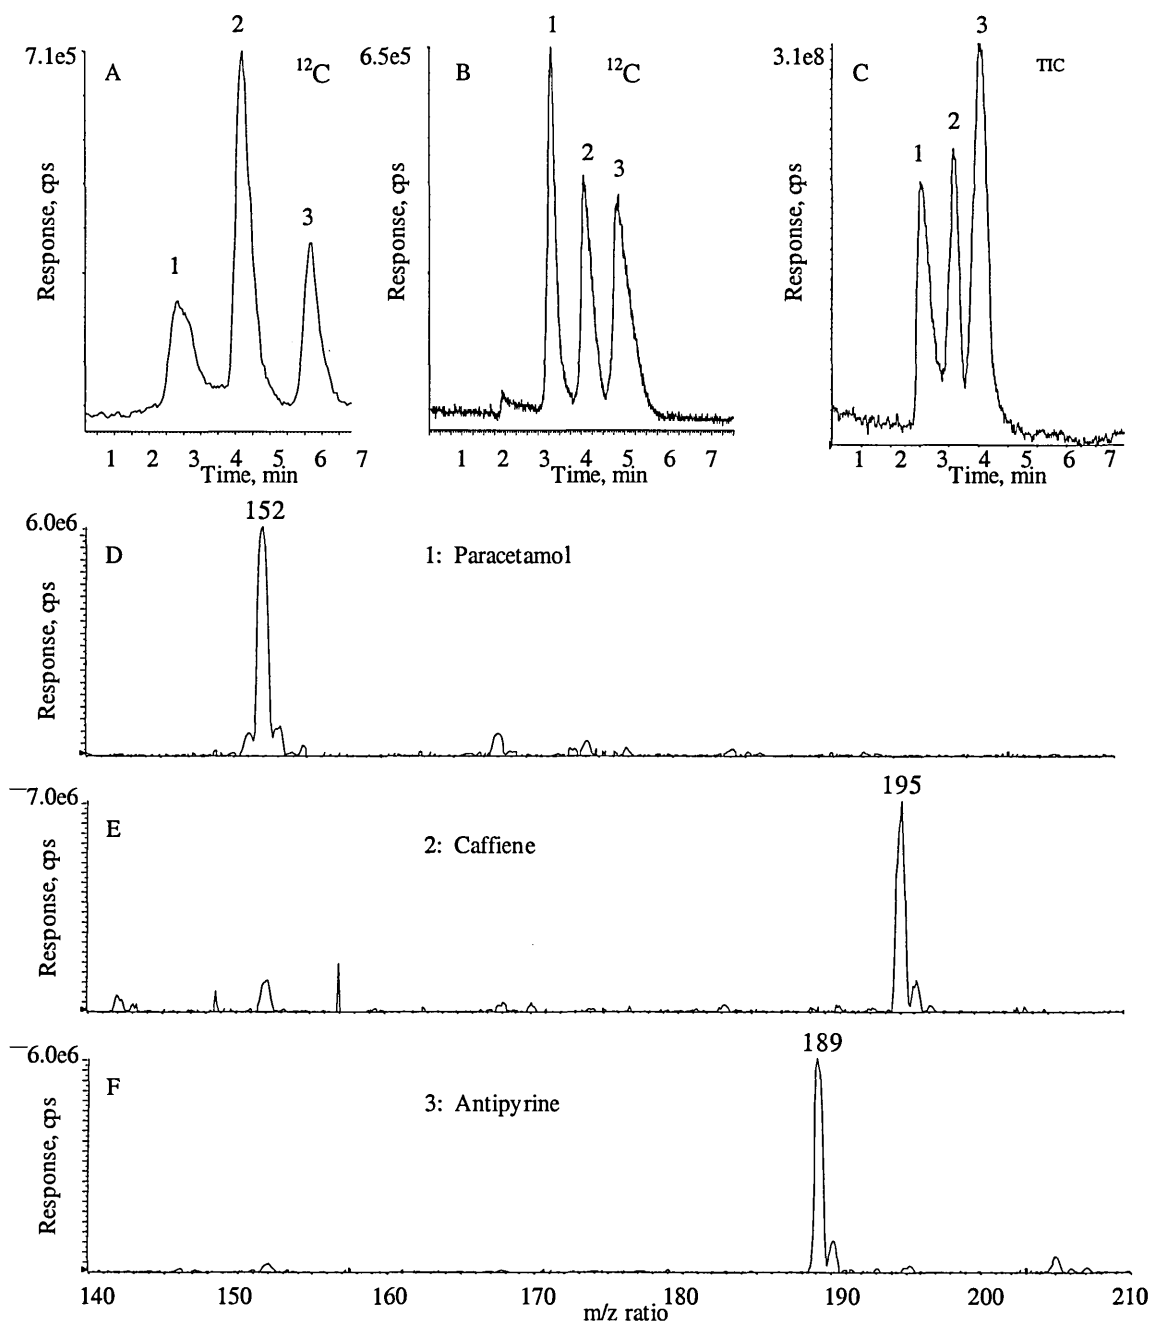 2
1
3
7.1e5
A
¹²C
6.5e5
B
¹²C
3.1e8
C
TIC
1
3
2
3
1
2
Response, cps
Response, cps
Response, cps
1 2 3 4 5 6 7
1 2 3 4 5 6 7
1 2 3 4 5 6 7
Time, min
Time, min
Time, min
152
6.0e6
D
1: Paracetamol
Response, cps
195
7.0e6
E
2: Caffiene
Response, cps
189
6.0e6
F
3: Antipyrine
Response, cps
140 150 160 170 180 190 200 210
m/z ratio